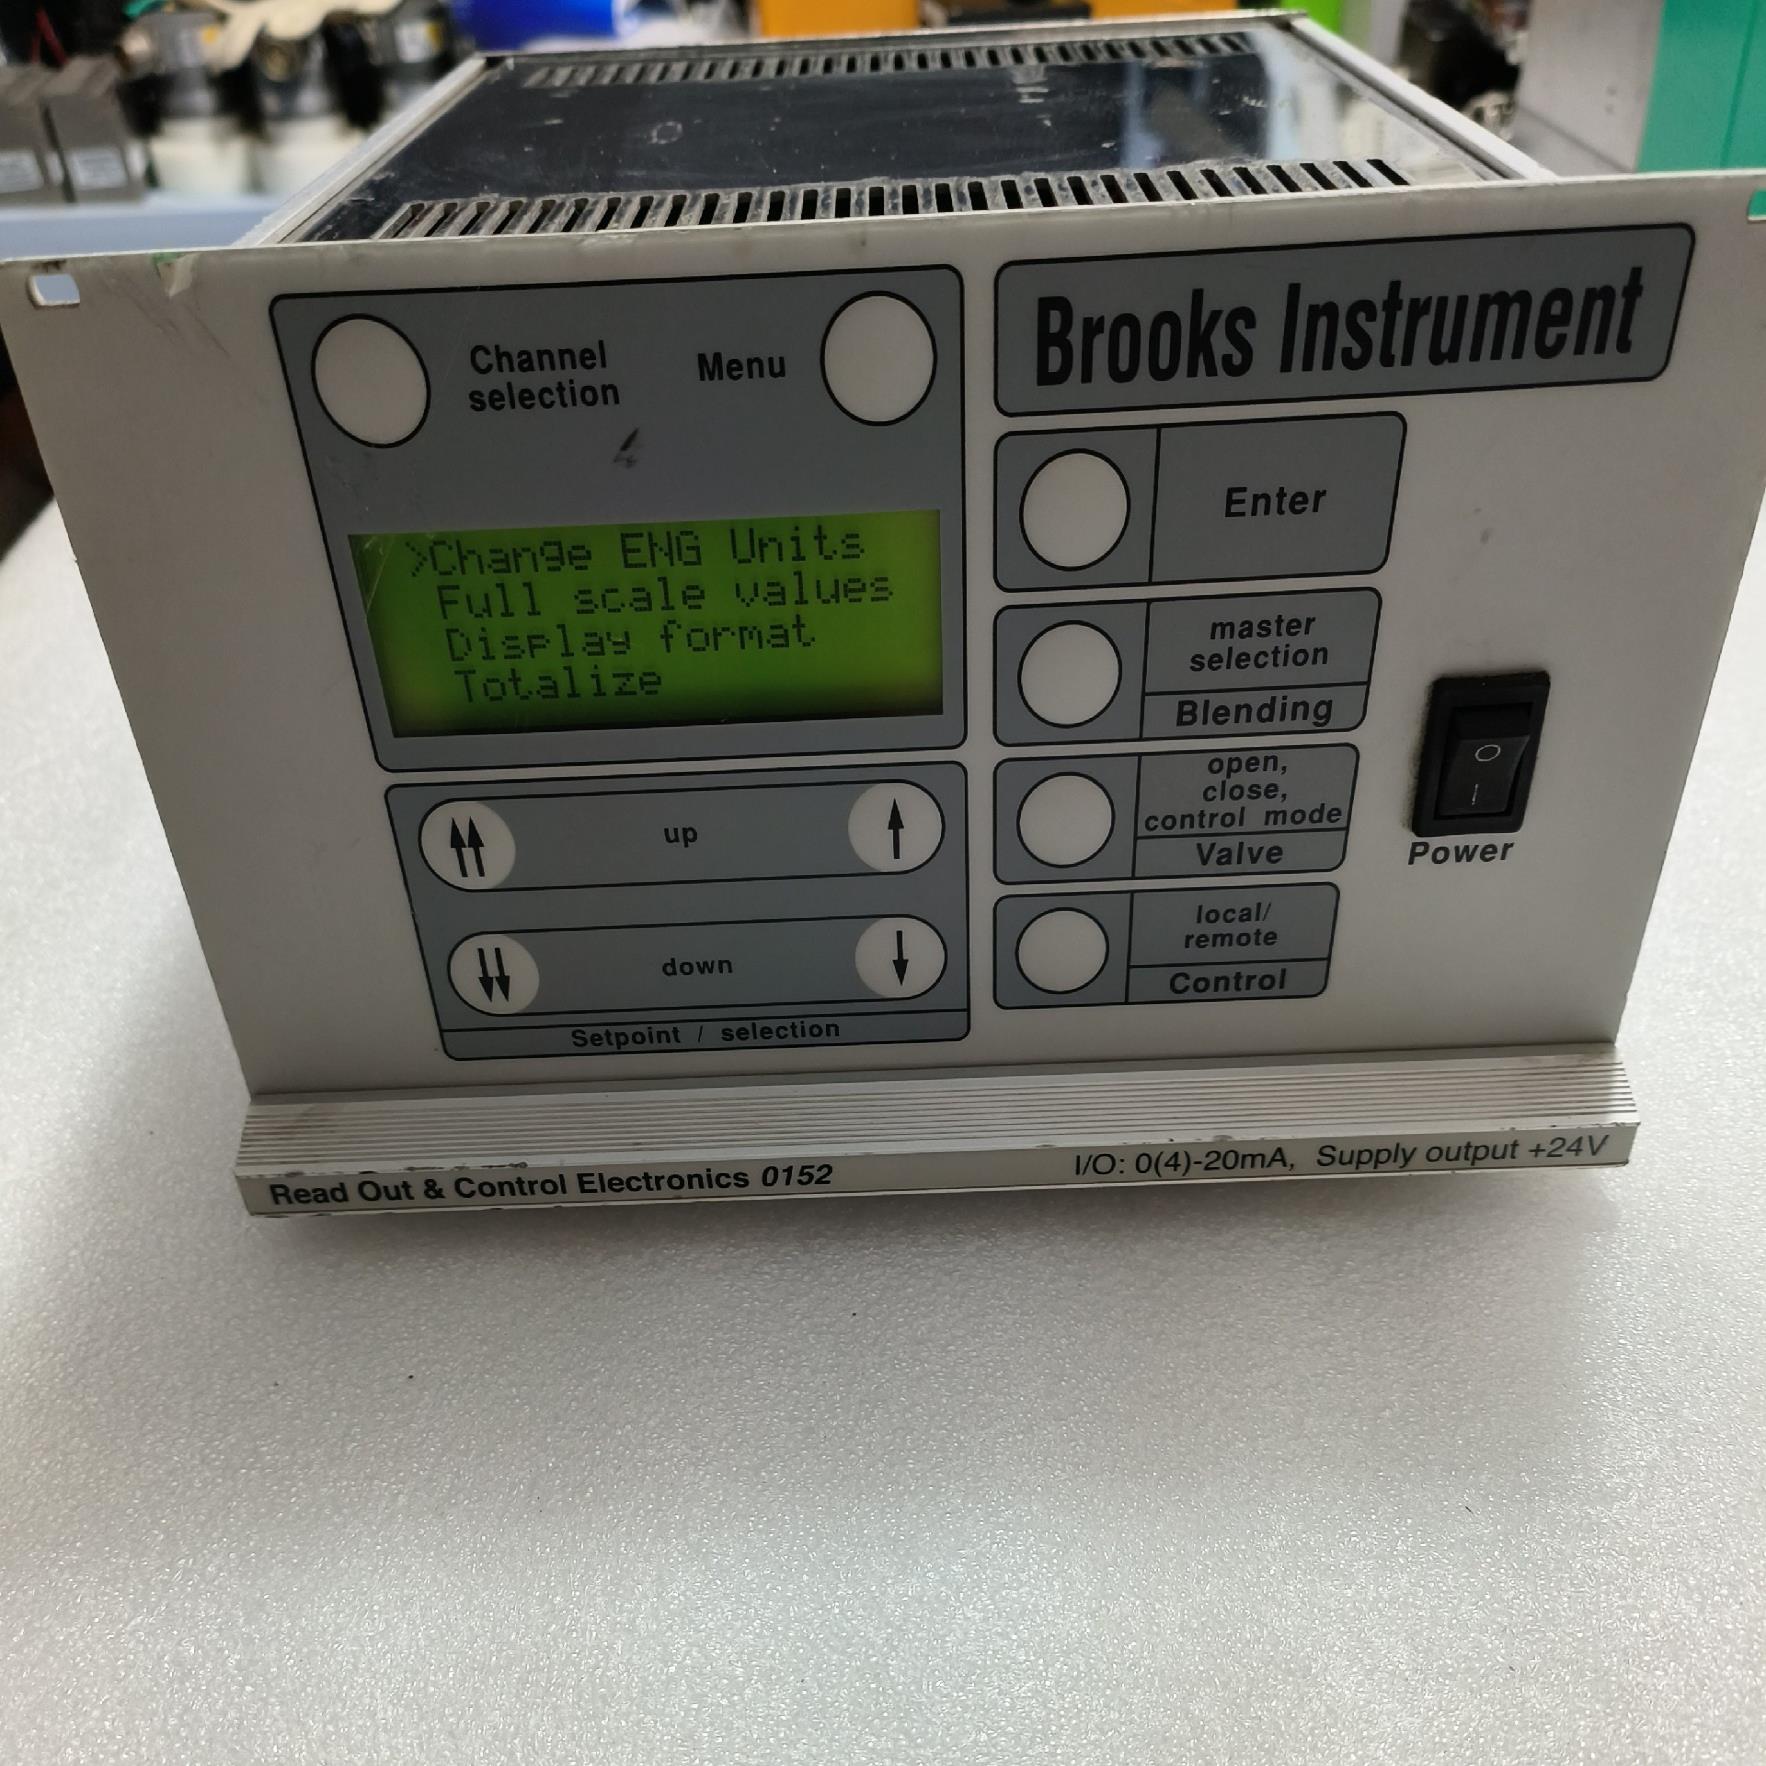 Channel
selection
Menu
Brooks Instrument
4
>Change ENG Units
Full scale values
Display format
Totalize
Enter
master
selection
Blending
open,
close,
control mode
Valve
local/
remote
Control
O
I
Power
up
down
Setpoint / selection
Read Out & Control Electronics 0152
I/O: 0(4)-20mA, Supply output +24V